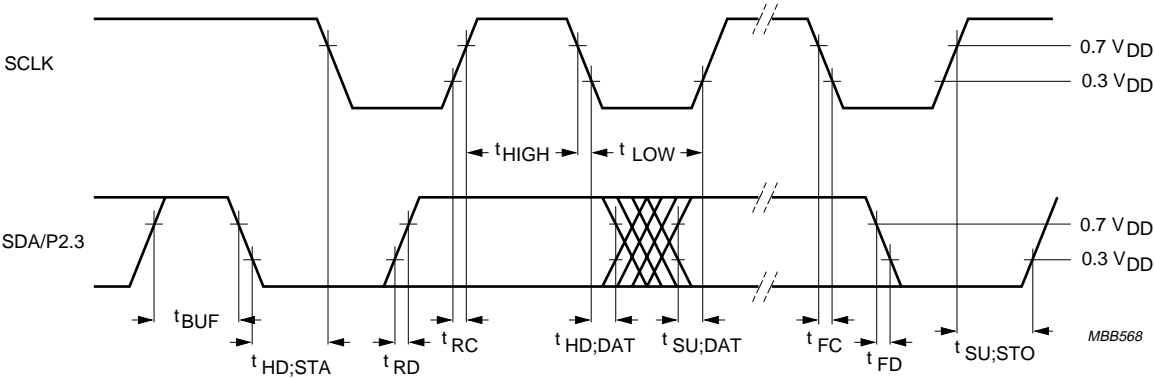 SCLK
0.7 VDD
0.3 VDD
tHIGH
tLOW
SDA/P2.3
0.7 VDD
0.3 VDD
tBUF
tHD;STA
tRD
tRC
tHD;DAT
tSU;DAT
tFC
tFD
tSU;STO
MBB568